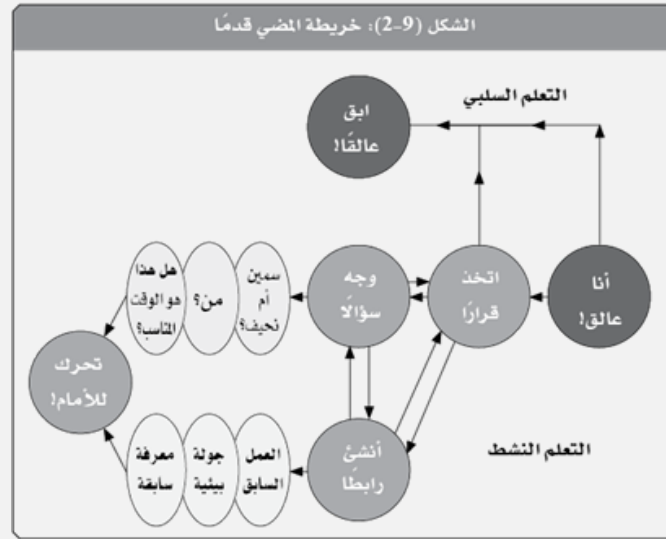 الشكل (9-2): خريطة المضي قدمًا
التعلم السلبي
ابق
عالقًا!
أنا
عالق!
اتخذ
قرارًا
وجه
سؤالًا
سمين
أم
نحيف؟
من؟
هل هذا
هو الوقت
المناسب؟
تحرك
للأمام!
أنشئ
رابطًا
العمل
السابق
جولة
بيئية
معرفة
سابقة
التعلم النشط